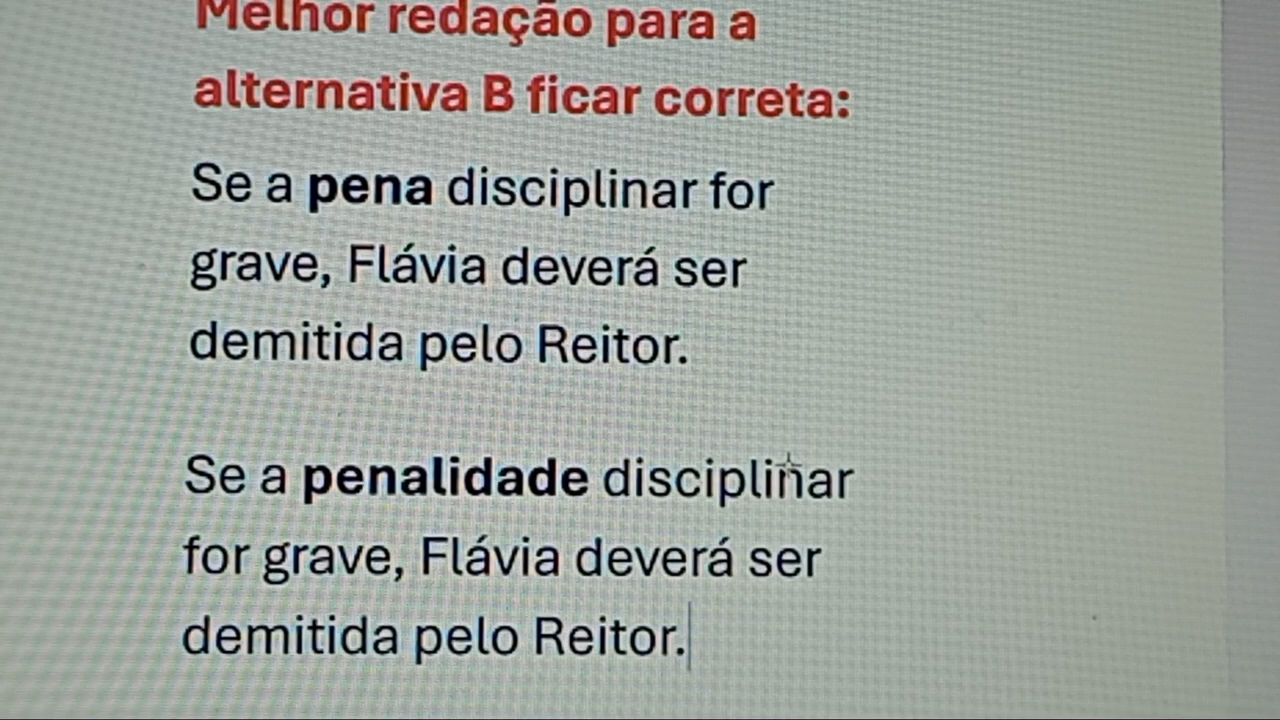 Melhor redação para a
alternativa B ficar correta:
Se a pena disciplinar for
grave, Flávia deverá ser
demitida pelo Reitor.
Se a penalidade disciplinar
for grave, Flávia deverá ser
demitida pelo Reitor.